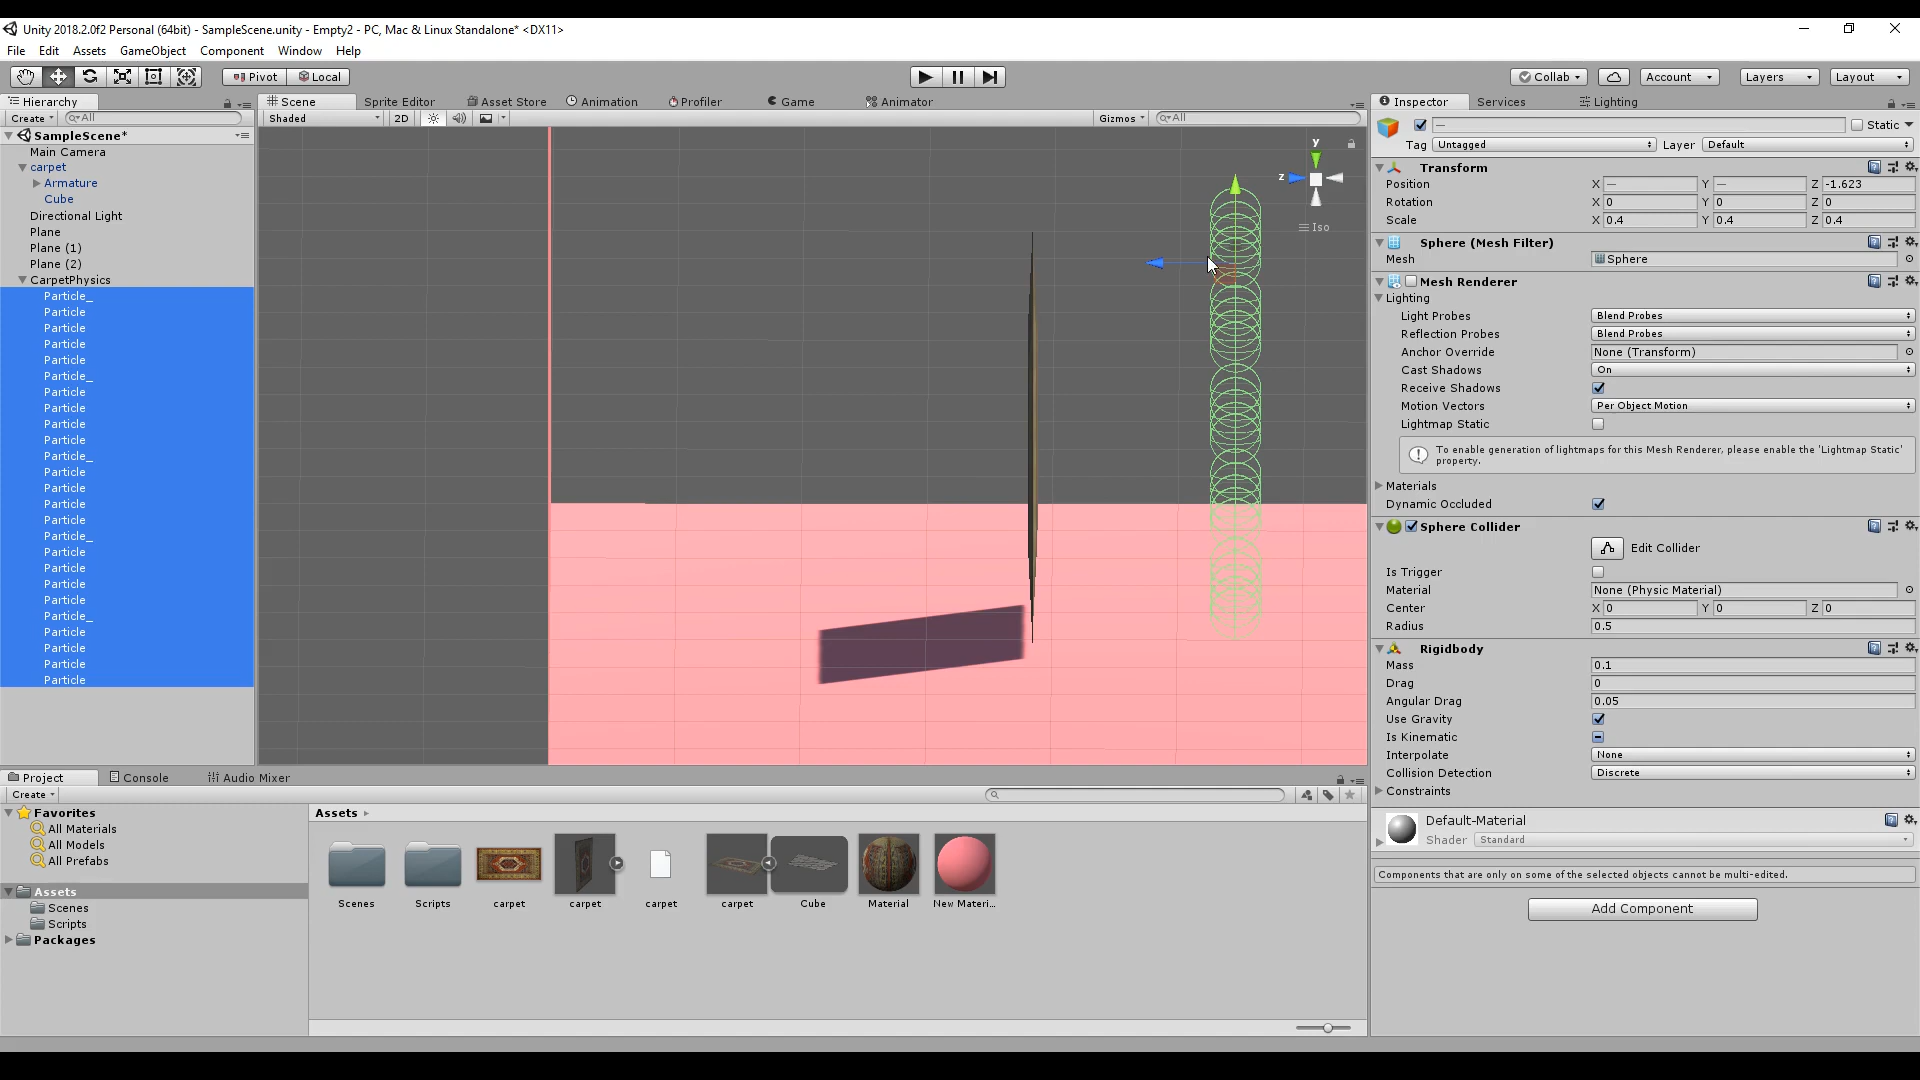 Unity 2018.2.0f2 Personal (64bit) - SampleScene.unity - Empty2 - PC, Mac & Linux Standalone* <DX11>
File Edit Assets GameObject Component Window Help
Pivot Local Collab Account Layers Layout
Hierarchy
Create All
SampleScene*
Main Camera
carpet
Armature
Cube
Directional Light
Plane
Plane (1)
Plane (2)
CarpetPhysics
Particle_
Particle
Particle
Particle
Particle
Particle_
Particle
Particle
Particle
Particle
Particle_
Particle
Particle
Particle
Particle
Particle_
Particle
Particle
Particle
Particle
Particle_
Particle
Particle
Particle
Particle
Scene Sprite Editor Asset Store Animation Profiler Game Animator
Shaded 2D Gizmos All
y
z
Iso
Inspector Services Lighting
— Static
Tag Untagged Layer Default
Transform
Position X — Y — Z -1.623
Rotation X 0 Y 0 Z 0
Scale X 0.4 Y 0.4 Z 0.4
Sphere (Mesh Filter)
Mesh Sphere
Mesh Renderer
Lighting
Light Probes Blend Probes
Reflection Probes Blend Probes
Anchor Override None (Transform)
Cast Shadows On
Receive Shadows
Motion Vectors Per Object Motion
Lightmap Static
To enable generation of lightmaps for this Mesh Renderer, please enable the 'Lightmap Static'
property.
Materials
Dynamic Occluded
Sphere Collider
Edit Collider
Is Trigger
Material None (Physic Material)
Center X 0 Y 0 Z 0
Radius 0.5
Rigidbody
Mass 0.1
Drag 0
Angular Drag 0.05
Use Gravity
Is Kinematic
Interpolate None
Collision Detection Discrete
Constraints
Default-Material
Shader Standard
Components that are only on some of the selected objects cannot be multi-edited.
Add Component
Project Console Audio Mixer
Create
Favorites
All Materials
All Models
All Prefabs
Assets
Scenes
Scripts
Packages
Assets
Scenes Scripts carpet carpet carpet carpet Cube Material New Materi...